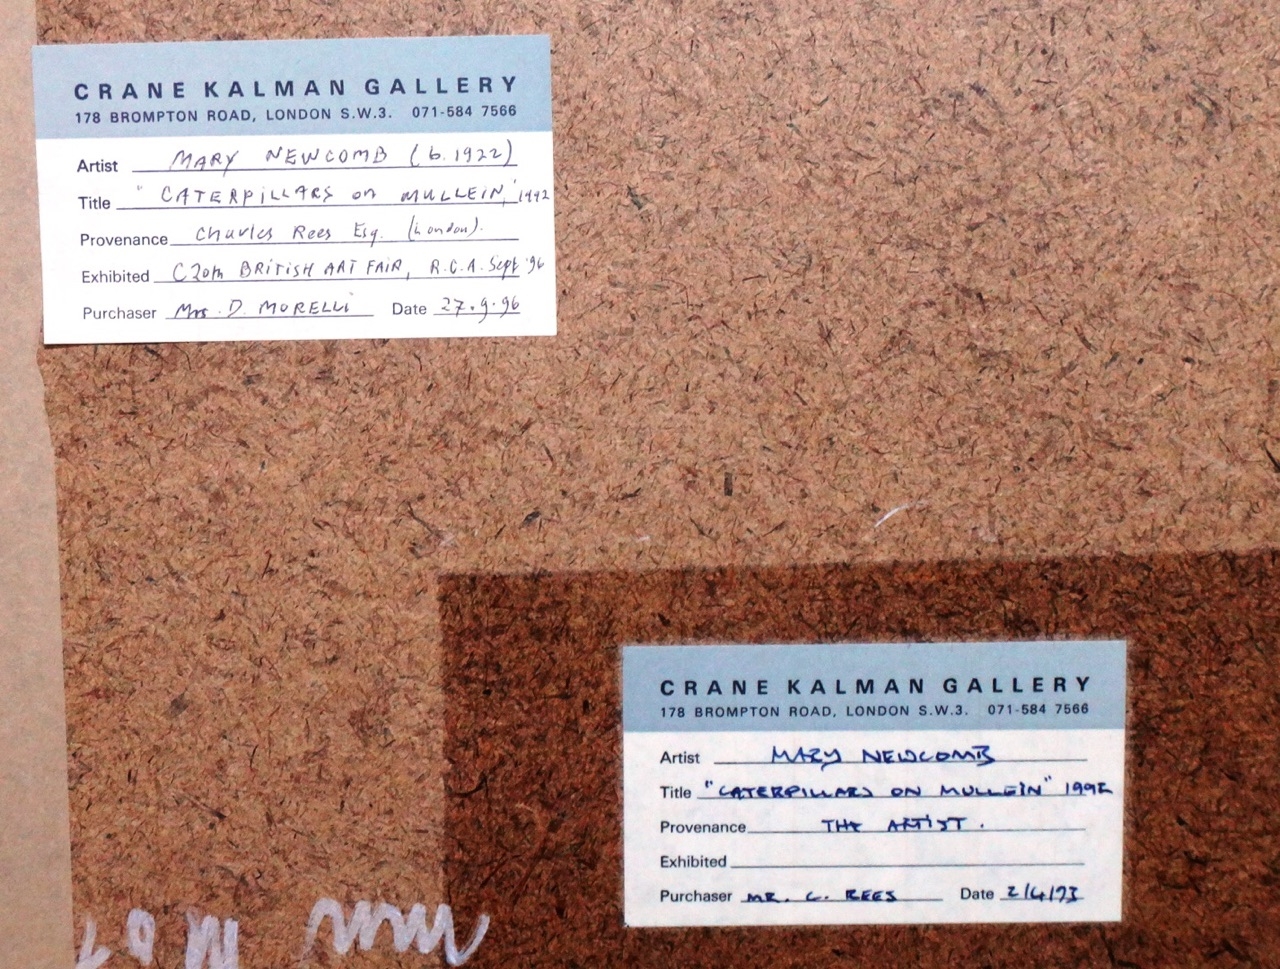 CRANE KALMAN GALLERY
178 BROMPTON ROAD, LONDON S.W.3. 071-584 7566
Artist MARY NEWCOMB (b. 1922)
Title "CATERPILLARS on MULLEIN," 1992
Provenance Charles Rees Esq. (London).
Exhibited C20th BRITISH ART FAIR, R.C.A. Sept '96
Purchaser Mrs. D. MORELLI Date 27.9.96
CRANE KALMAN GALLERY
178 BROMPTON ROAD, LONDON S.W.3. 071-584 7566
Artist MARY NEWCOMB
Title "CATERPILLARS ON MULLEIN" 1992
Provenance THE ARTIST.
Exhibited
Purchaser MR. C. REES Date 2/4/93